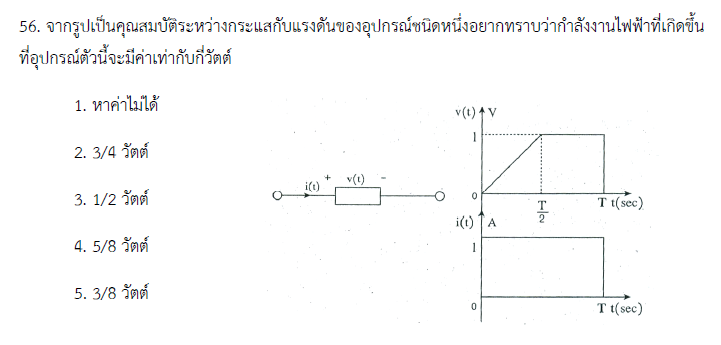 56. จากรูปเป็นคุณสมบัติระหว่างกระแสกับแรงดันของอุปกรณ์ชนิดหนึ่งอยากทราบว่ากำลังงานไฟฟ้าที่เกิดขึ้น
ที่อุปกรณ์ตัวนี้จะมีค่าเท่ากับกี่วัตต์
1. หาค่าไม่ได้
2. 3/4 วัตต์
3. 1/2 วัตต์
4. 5/8 วัตต์
5. 3/8 วัตต์
i(t) + v(t) -
v(t) V
1
0
T/2
T t(sec)
i(t) A
1
0
T t(sec)